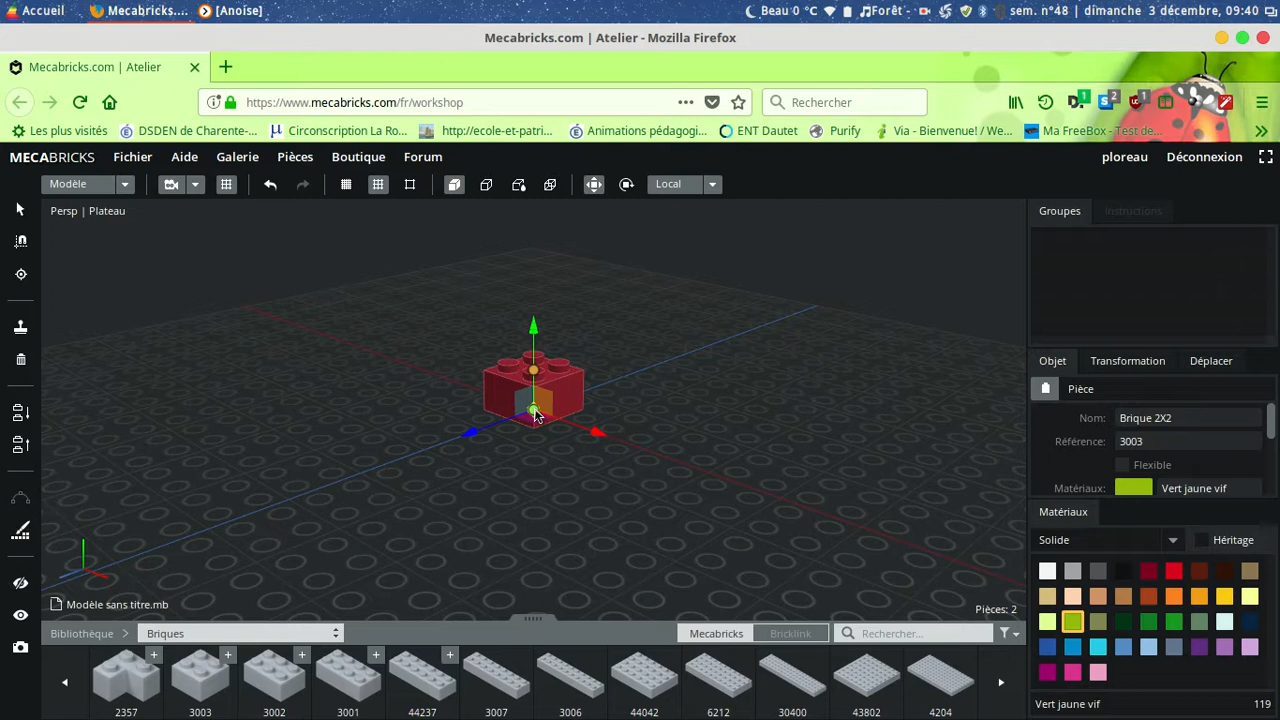 Accueil Mecabricks.... [Anoise] Beau 0 °C ♫Forêt sem. n°48 | dimanche 3 décembre, 09:40
Mecabricks.com | Atelier - Mozilla Firefox
Mecabricks.com | Atelier
https://www.mecabricks.com/fr/workshop Rechercher 1 2 1
Les plus visités DSDEN de Charente-... Circonscription La Ro... http://ecole-et-patri... Animations pédagogi... ENT Dautet Purify Via - Bienvenue! / We... Ma FreeBox - Test de...
MECABRICKS Fichier Aide Galerie Pièces Boutique Forum ploreau Déconnexion
Modèle Local
Persp | Plateau Groupes Instructions
Objet Transformation Déplacer
Pièce
Nom: Brique 2X2
Référence: 3003
Flexible
Matériaux: Vert jaune vif
Matériaux
Solide Héritage
Modèle sans titre.mb Pièces: 2
Bibliothèque Briques Mecabricks Bricklink Rechercher...
2357 3003 3002 3001 44237 3007 3006 44042 6212 30400 43802 4204
Vert jaune vif 119